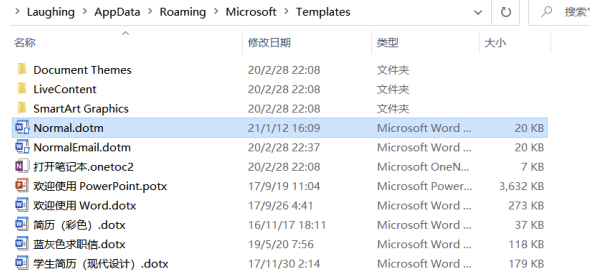 Laughing > AppData > Roaming > Microsoft > Templates 搜索"
名称 修改日期 类型 大小
Document Themes 20/2/28 22:08 文件夹
LiveContent 20/2/28 22:08 文件夹
SmartArt Graphics 20/2/28 22:08 文件夹
Normal.dotm 21/1/12 16:09 Microsoft Word ... 20 KB
NormalEmail.dotm 20/2/28 22:37 Microsoft Word ... 20 KB
打开笔记本.onetoc2 20/2/28 22:08 Microsoft OneN... 7 KB
欢迎使用 PowerPoint.potx 17/9/19 11:04 Microsoft Power... 3,632 KB
欢迎使用 Word.dotx 17/9/26 4:41 Microsoft Word ... 273 KB
简历（彩色）.dotx 16/11/17 18:11 Microsoft Word ... 37 KB
蓝灰色求职信.dotx 19/5/20 7:56 Microsoft Word ... 118 KB
学生简历（现代设计）.dotx 17/11/30 2:14 Microsoft Word ... 179 KB